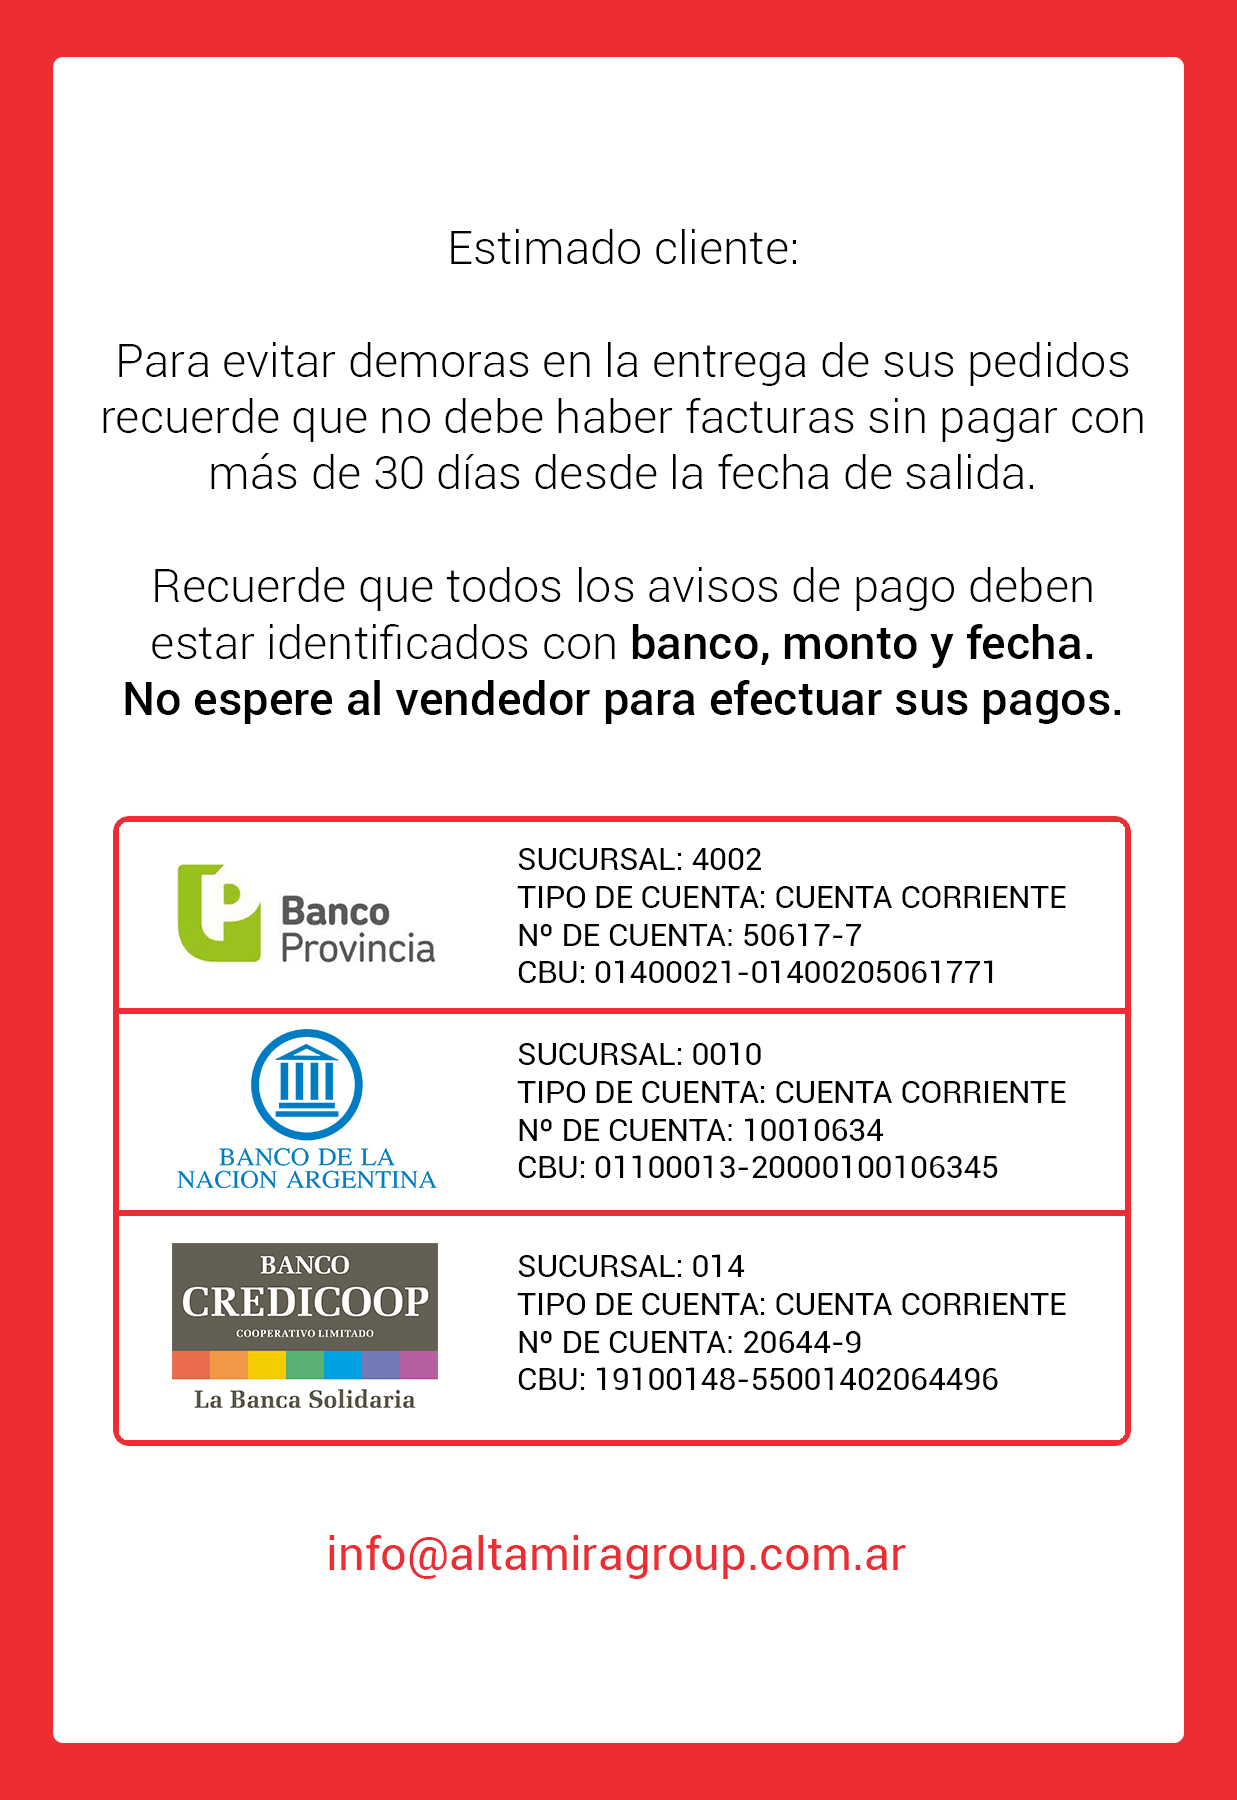 Estimado cliente:
Para evitar demoras en la entrega de sus pedidos
recuerde que no debe haber facturas sin pagar con
más de 30 días desde la fecha de salida.
Recuerde que todos los avisos de pago deben
estar identificados con banco, monto y fecha.
No espere al vendedor para efectuar sus pagos.
Banco
Provincia
SUCURSAL: 4002
TIPO DE CUENTA: CUENTA CORRIENTE
Nº DE CUENTA: 50617-7
CBU: 01400021-01400205061771
BANCO DE LA
NACION ARGENTINA
SUCURSAL: 0010
TIPO DE CUENTA: CUENTA CORRIENTE
Nº DE CUENTA: 10010634
CBU: 01100013-20000100106345
BANCO
CREDICOOP
COOPERATIVO LIMITADO
La Banca Solidaria
SUCURSAL: 014
TIPO DE CUENTA: CUENTA CORRIENTE
Nº DE CUENTA: 20644-9
CBU: 19100148-55001402064496
info@altamiragroup.com.ar